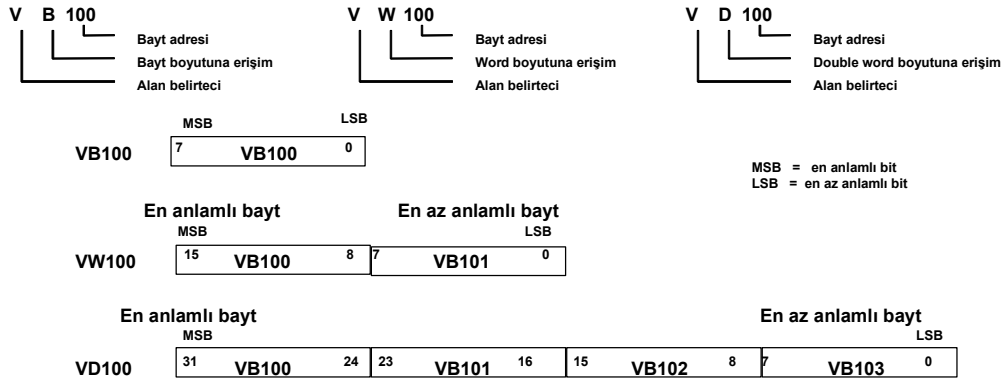 V B 100 V W 100 V D 100
Bayt adresi Bayt adresi Bayt adresi
Bayt boyutuna erişim Word boyutuna erişim Double word boyutuna erişim
Alan belirteci Alan belirteci Alan belirteci
MSB LSB
VB100 7 VB100 0
MSB = en anlamlı bit
LSB = en az anlamlı bit
En anlamlı bayt En az anlamlı bayt
MSB LSB
VW100 15 VB100 8 7 VB101 0
En anlamlı bayt En az anlamlı bayt
MSB LSB
VD100 31 VB100 24 23 VB101 16 15 VB102 8 7 VB103 0